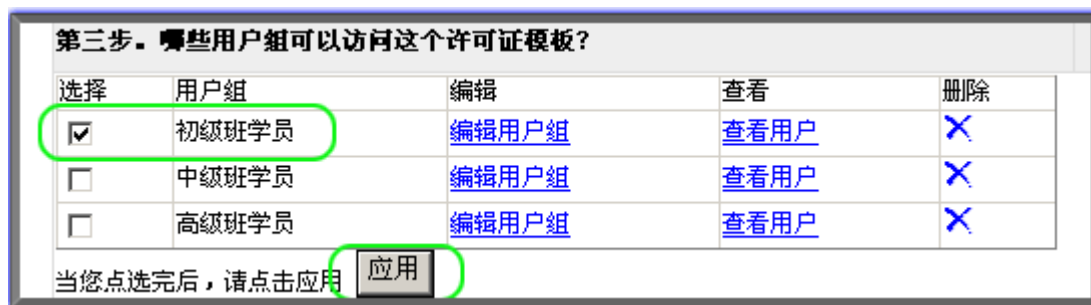 第三步。哪些用户组可以访问这个许可证模板?
选择 用户组 编辑 查看 删除
初级班学员 编辑用户组 查看用户
中级班学员 编辑用户组 查看用户
高级班学员 编辑用户组 查看用户
当您点选完后，请点击应用 应用